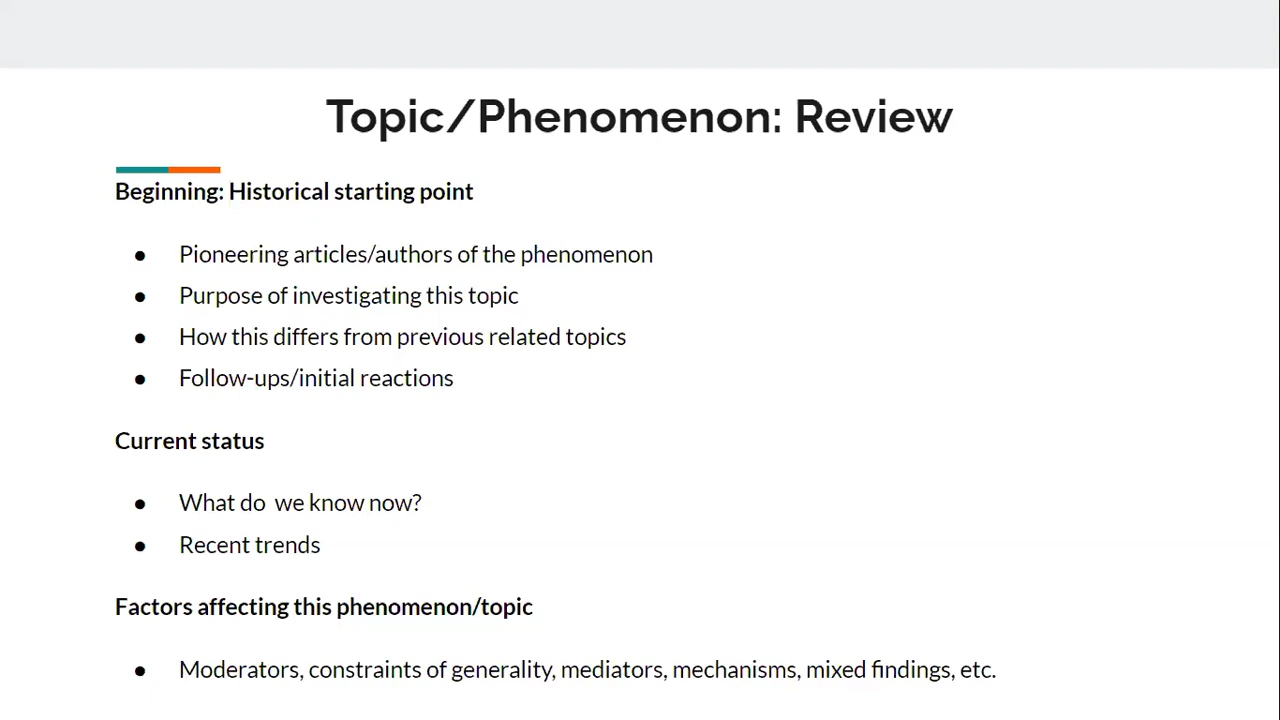 Topic/Phenomenon: Review
Beginning: Historical starting point
● Pioneering articles/authors of the phenomenon
● Purpose of investigating this topic
● How this differs from previous related topics
● Follow-ups/initial reactions
Current status
● What do  we know now?
● Recent trends
Factors affecting this phenomenon/topic
● Moderators, constraints of generality, mediators, mechanisms, mixed findings, etc.